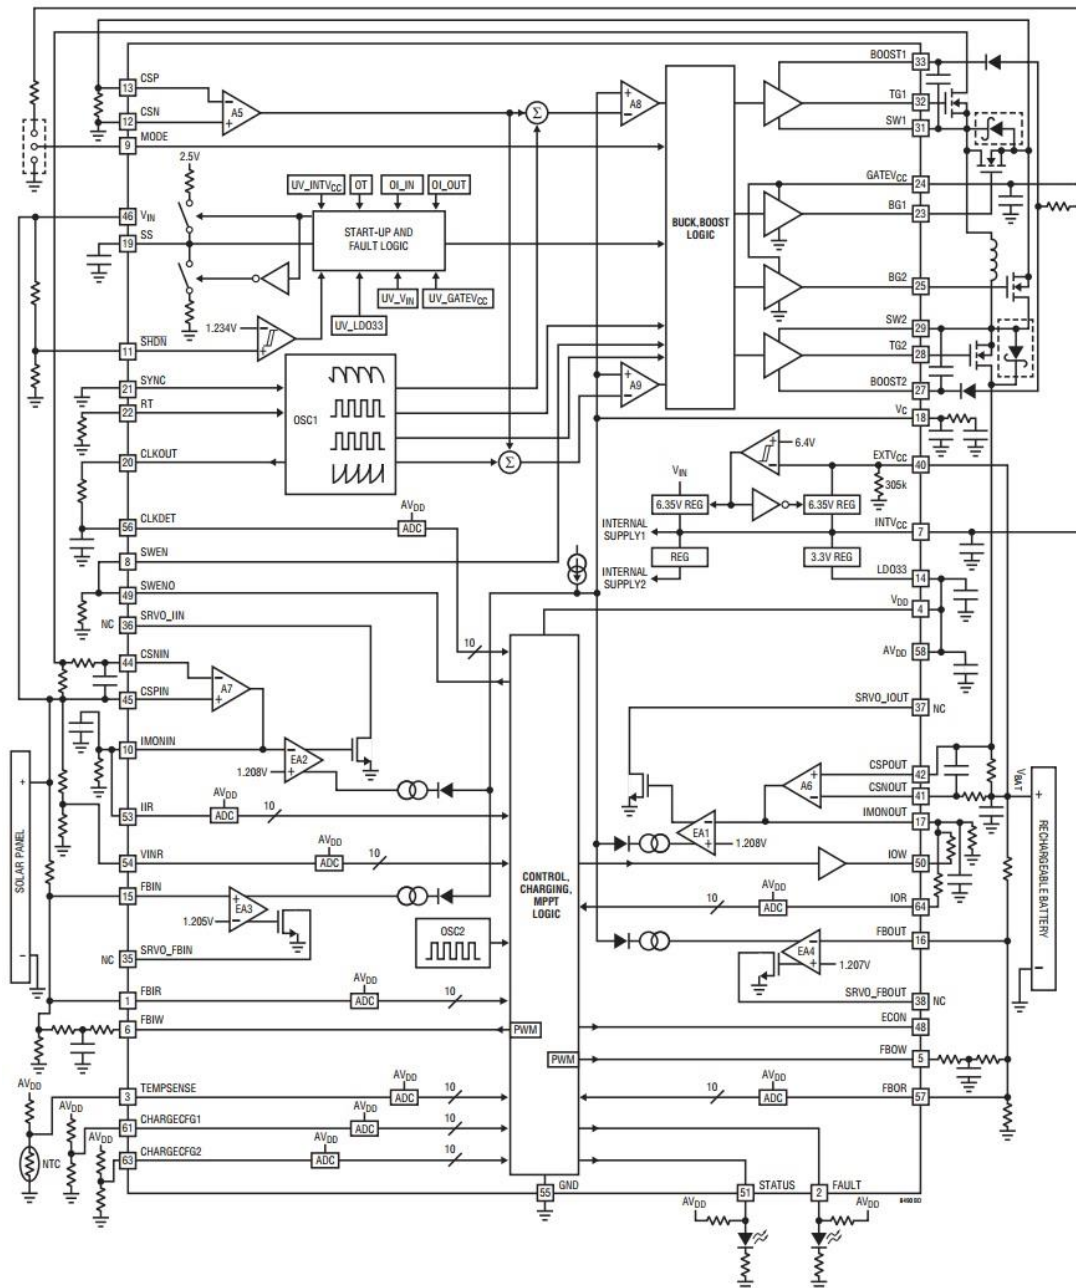 CSP
13
CSN
12
MODE
9
A5
Σ
A8
BOOST1
33
TG1
32
SW1
31
2.5V
UV_INTVCC
OT
OI_IN
OI_OUT
GATEVCC
24
BG1
23
46
VIN
19
SS
START-UP AND
FAULT LOGIC
BUCK,BOOST
LOGIC
BG2
25
UV_VIN
UV_GATEVCC
UV_LDO33
1.234V
SW2
29
TG2
28
BOOST2
27
SHDN
11
SYNC
21
RT
22
CLKOUT
20
OSC1
Σ
A9
VC
18
6.4V
EXTVCC
40
305k
VIN
6.35V REG
6.35V REG
INTERNAL
SUPPLY1
INTVCC
7
REG
3.3V REG
INTERNAL
SUPPLY2
LDO33
14
VDD
4
AVDD
58
CLKDET
56
AVDD
ADC
SWEN
8
SWENO
49
SRVO_IIN
NC 36
10
CSNIN
44
CSPIN
45
A7
IMONIN
10
EA2
1.208V
SRVO_IOUT
37 NC
CSPOUT
42
CSNOUT
41
A6
VBAT
IMONOUT
17
EA1
1.208V
IIR
53
AVDD
ADC
10
VINR
54
AVDD
ADC
10
IOW
50
CONTROL,
CHARGING,
MPPT
LOGIC
SOLAR PANEL
+
−
RECHARGEABLE BATTERY
+
−
FBIN
15
EA3
1.205V
OSC2
SRVO_FBIN
NC 35
AVDD
10
ADC
IOR
64
FBOUT
16
EA4
1.207V
SRVO_FBOUT
38 NC
FBIR
1
AVDD
ADC
10
FBIW
6
PWM
ECON
48
PWM
FBOW
5
TEMPSENSE
3
AVDD
ADC
10
AVDD
10
ADC
FBOR
57
AVDD
CHARGECFG1
61
AVDD
ADC
10
AVDD
CHARGECFG2
63
AVDD
ADC
10
AVDD
NTC
GND
55
STATUS
51
FAULT
2
8490 BD
AVDD
AVDD